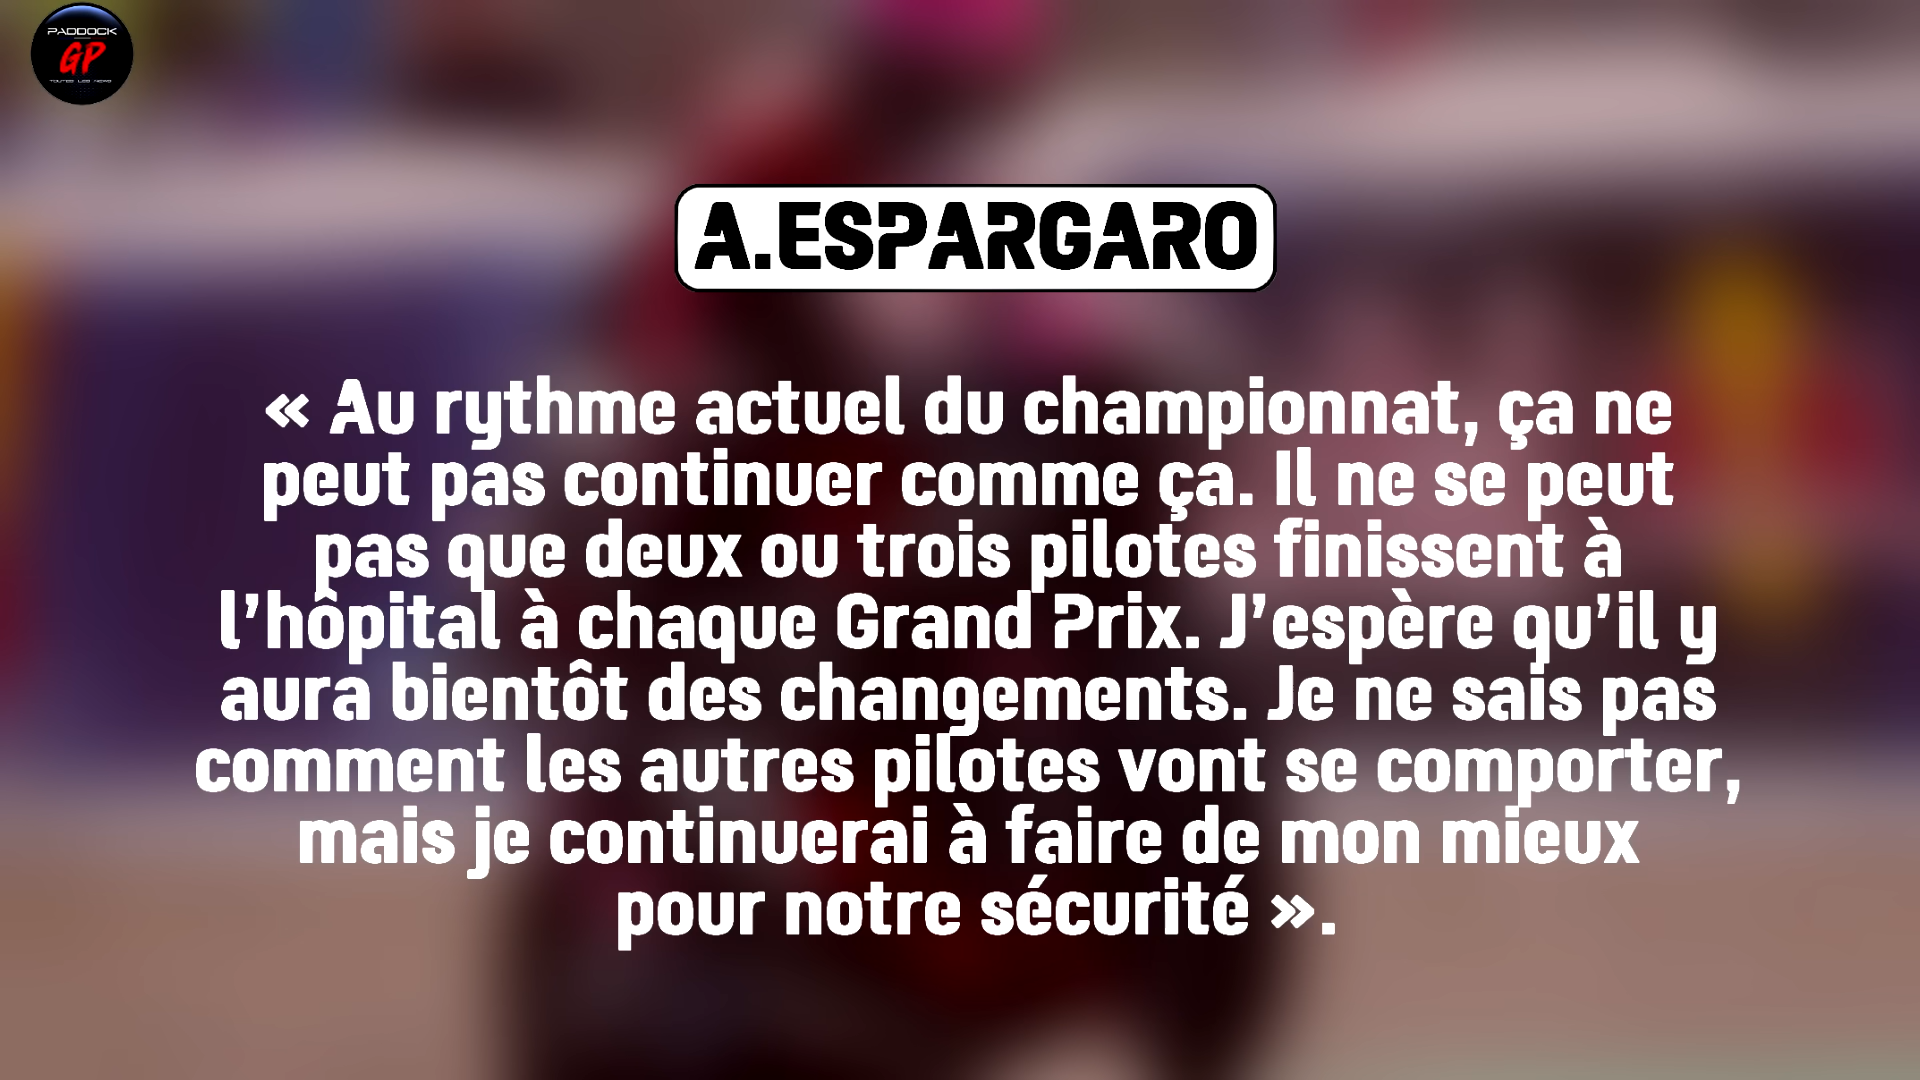 PADDOCK
GP
TOUTES LES NEWS
A.ESPARGARO
« Au rythme actuel du championnat, ça ne
peut pas continuer comme ça. Il ne se peut
pas que deux ou trois pilotes finissent à
l’hôpital à chaque Grand Prix. J’espère qu’il y
aura bientôt des changements. Je ne sais pas
comment les autres pilotes vont se comporter,
mais je continuerai à faire de mon mieux
pour notre sécurité ».